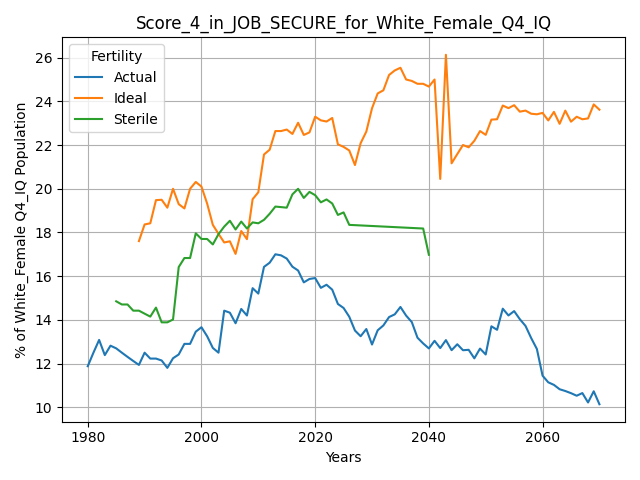 Score_4_in_JOB_SECURE_for_White_Female_Q4_IQ
Fertility
Actual
Ideal
Sterile
% of White_Female Q4_IQ Population
26
24
22
20
18
16
14
12
10
1980
2000
2020
2040
2060
Years